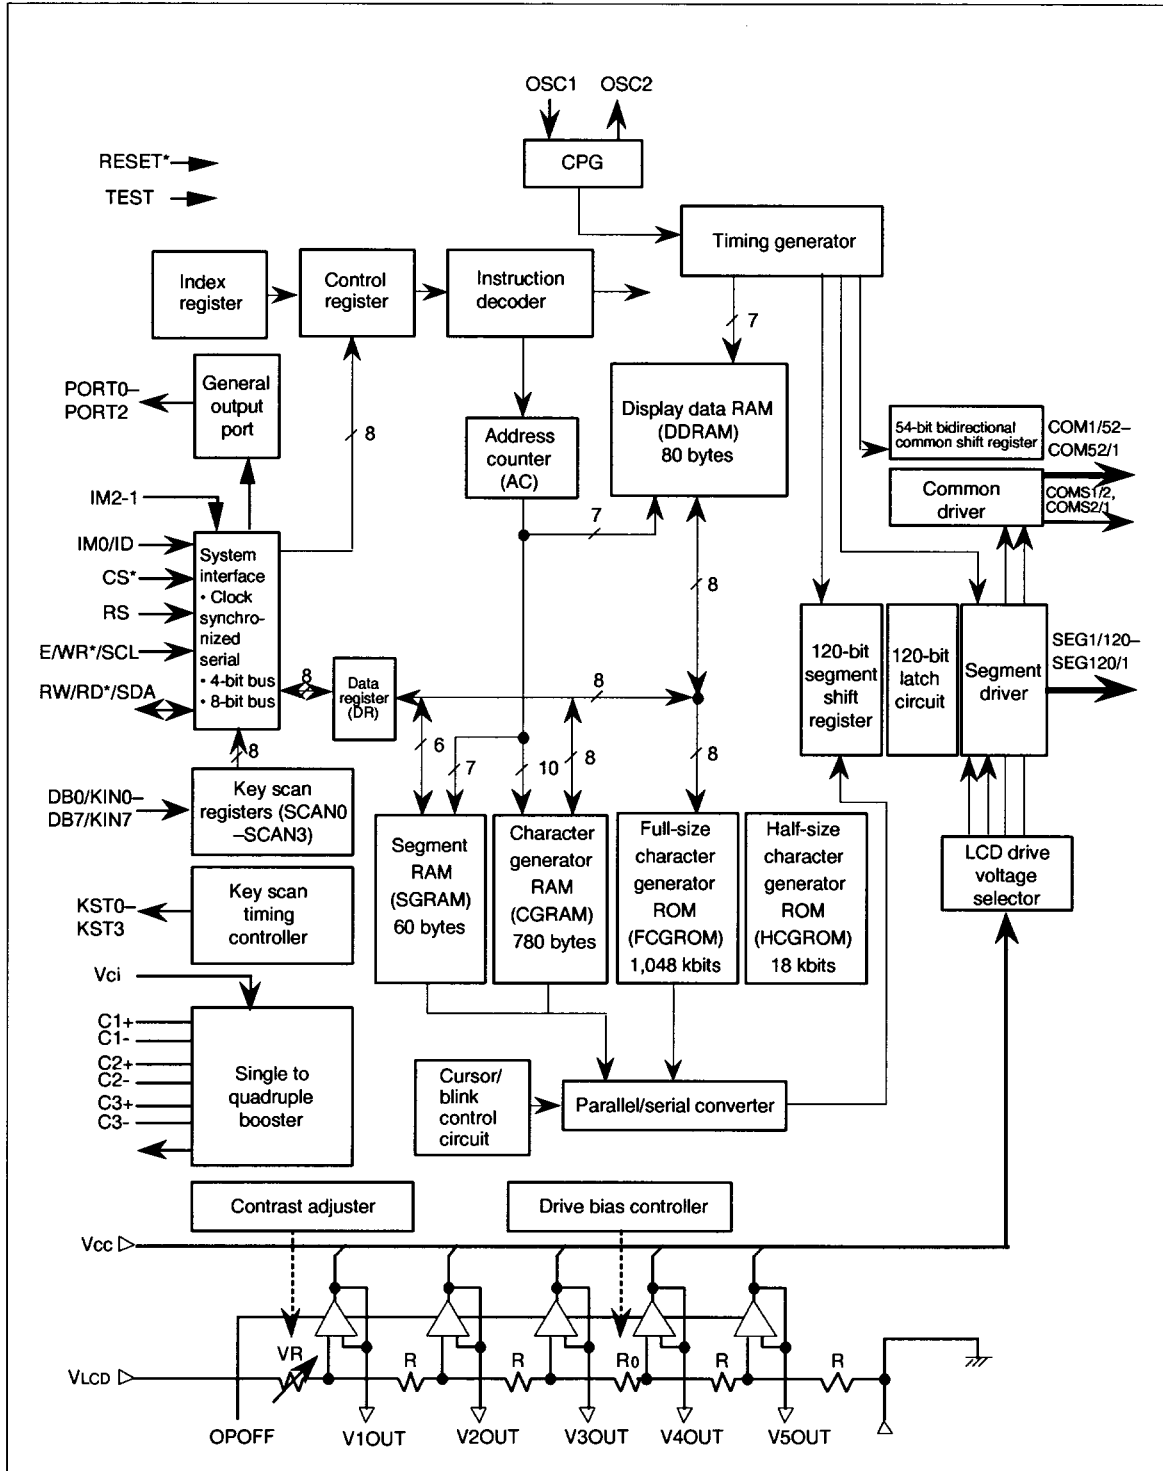 OSC1 OSC2
CPG
RESET*
TEST
Timing generator
Index
register
Control
register
Instruction
decoder
7
PORT0–
PORT2
General
output
port
8
Address
counter
(AC)
Display data RAM
(DDRAM)
80 bytes
54-bit bidirectional
common shift register
COM1/52–
COM52/1
Common
driver
COMS1/2,
COMS2/1
IM2-1
7
IM0/ID
CS*
RS
E/WR*/SCL
RW/RD*/SDA
System
interface
• Clock
synchro-
nized
serial
• 4-bit bus
• 8-bit bus
8
8
Data
register
(DR)
8
120-bit
segment
shift
register
120-bit
latch
circuit
Segment
driver
SEG1/120–
SEG120/1
6
7
10
8
8
8
DB0/KIN0–
DB7/KIN7
Key scan
registers (SCAN0
–SCAN3)
Segment
RAM
(SGRAM)
60 bytes
Character
generator
RAM
(CGRAM)
780 bytes
Full-size
character
generator
ROM
(FCGROM)
1,048 kbits
Half-size
character
generator
ROM
(HCGROM)
18 kbits
LCD drive
voltage
selector
KST0–
KST3
Key scan
timing
controller
Vci
C1+
C1-
C2+
C2-
C3+
C3-
Single to
quadruple
booster
Cursor/
blink
control
circuit
Parallel/serial converter
Contrast adjuster
Drive bias controller
Vcc
VR
R
R
R0
R
R
VLCD
OPOFF
V1OUT
V2OUT
V3OUT
V4OUT
V5OUT